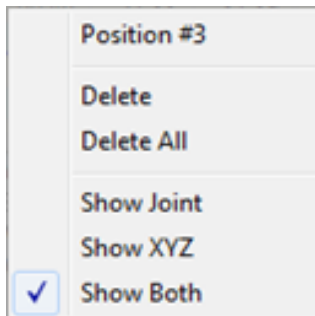 Position #3
Delete
Delete All
Show Joint
Show XYZ
Show Both